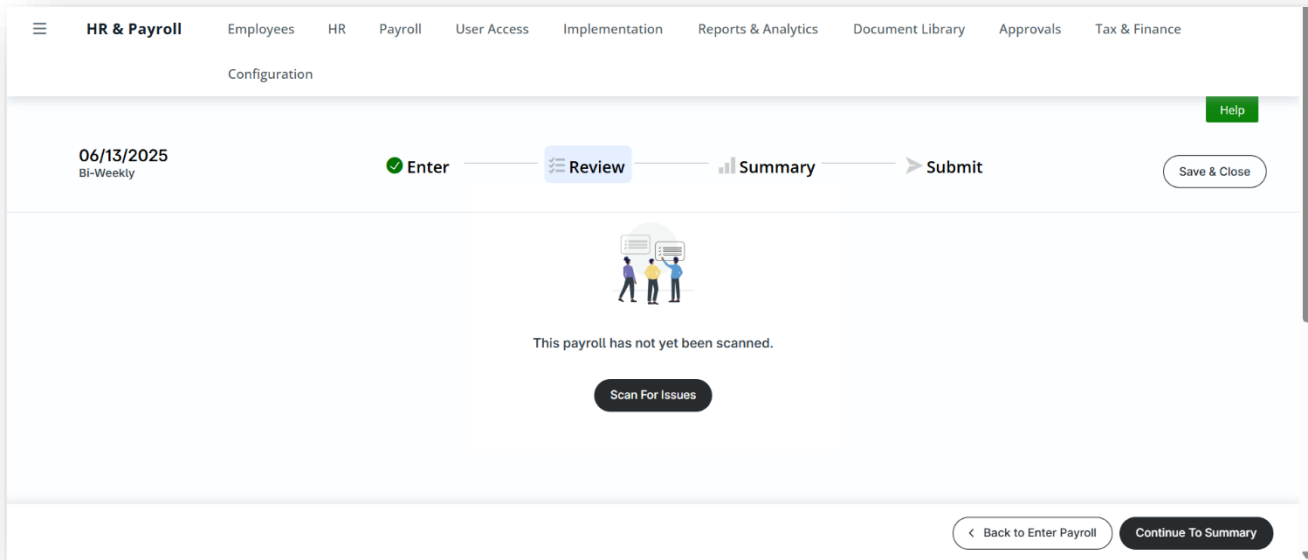 HR & Payroll Employees HR Payroll User Access Implementation Reports & Analytics Document Library Approvals Tax & Finance
Configuration
Help
06/13/2025
Bi-Weekly
Enter Review Summary Submit
Save & Close
This payroll has not yet been scanned.
Scan For Issues
Back to Enter Payroll Continue To Summary